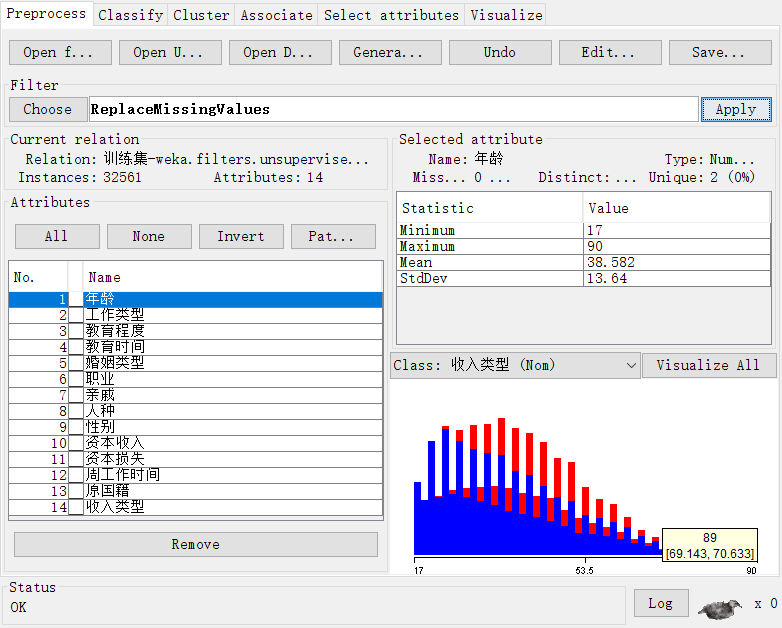 Preprocess Classify Cluster Associate Select attributes Visualize
Open f... Open U... Open D... Genera... Undo Edit... Save...
Filter
Choose ReplaceMissingValues Apply
Current relation
Relation: 训练集-weka.filters.unsupervise...
Instances: 32561 Attributes: 14
Attributes
All None Invert Pat...
No. Name
1 年龄
2 工作类型
3 教育程度
4 教育时间
5 婚姻类型
6 职业
7 亲戚
8 人种
9 性别
10 资本收入
11 资本损失
12 周工作时间
13 原国籍
14 收入类型
Remove
Selected attribute
Name: 年龄 Type: Num...
Miss... 0 ... Distinct: ... Unique: 2 (0%)
Statistic Value
Minimum 17
Maximum 90
Mean 38.582
StdDev 13.64
Class: 收入类型 (Nom) Visualize All
89
[69.143, 70.633]
17 53.5 90
Status
OK
Log x 0